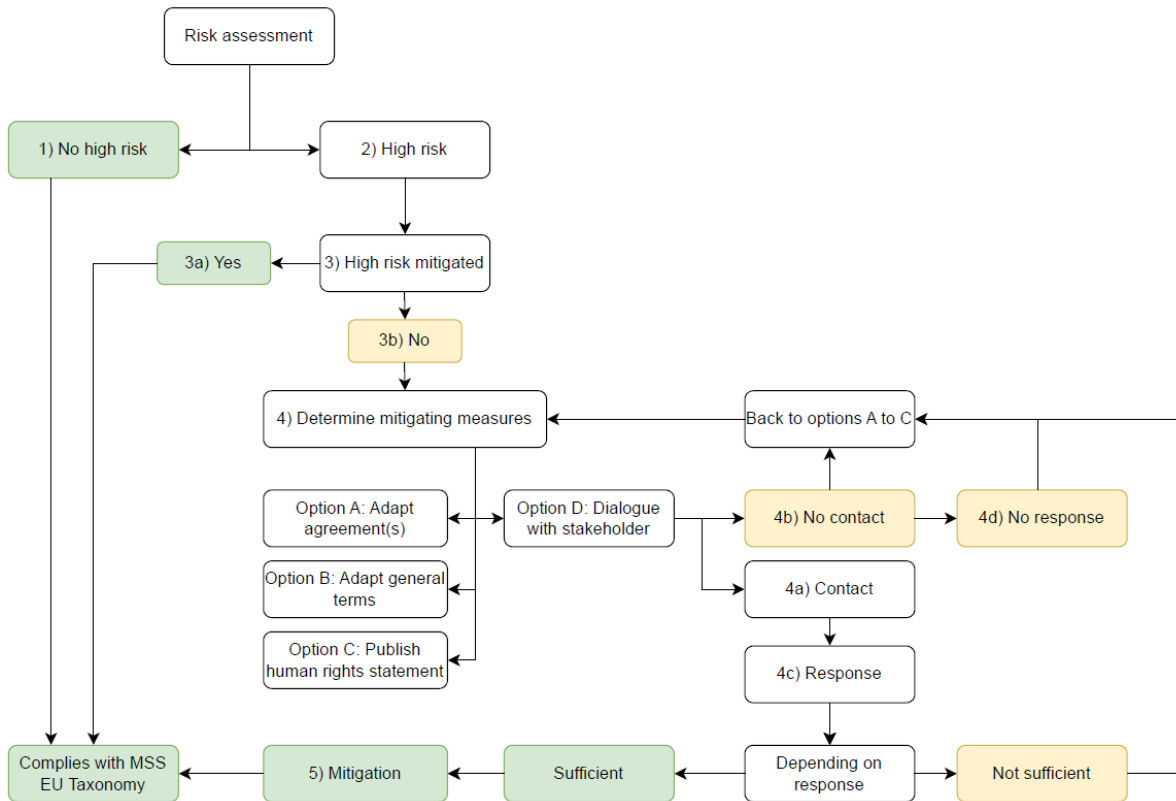 Risk assessment
1) No high risk
2) High risk
3a) Yes
3) High risk mitigated
3b) No
4) Determine mitigating measures
Back to options A to C
Option A: Adapt
agreement(s)
Option D: Dialogue
with stakeholder
4b) No contact
4d) No response
Option B: Adapt general
terms
4a) Contact
Option C: Publish
human rights statement
4c) Response
Complies with MSS
EU Taxonomy
5) Mitigation
Sufficient
Depending on
response
Not sufficient